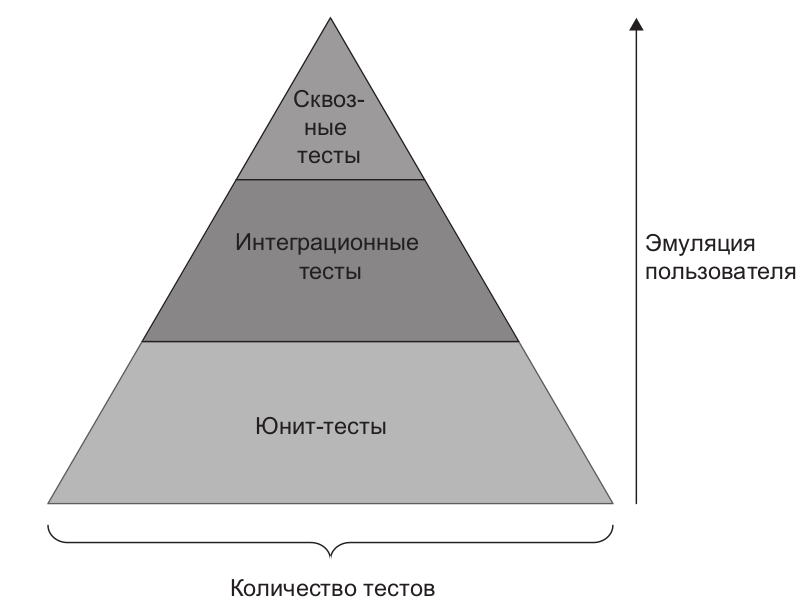 Сквоз-
ные
тесты
Интеграционные
тесты
Эмуляция
пользователя
Юнит-тесты
Количество тестов